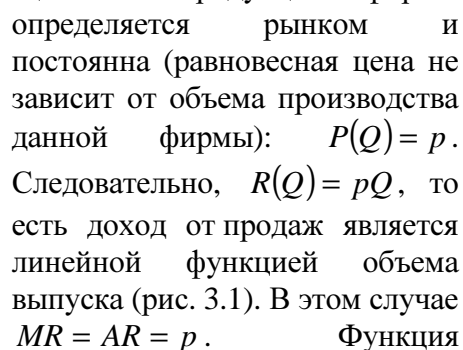 определяется рынком и
постоянна (равновесная цена не
зависит от объема производства
данной фирмы): P(Q) = p.
Следовательно, R(Q) = pQ, то
есть доход от продаж является
линейной функцией объема
выпуска (рис. 3.1). В этом случае
MR = AR = p. Функция